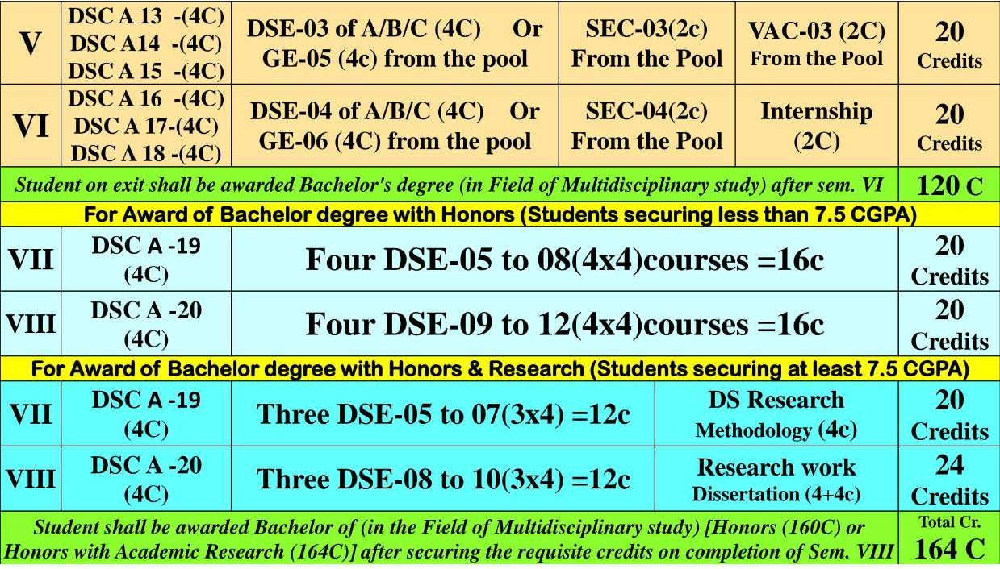 V
DSC A 13 -(4C)
DSC A14 -(4C)
DSC A 15 -(4C)
DSE-03 of A/B/C (4C) Or
GE-05 (4c) from the pool
SEC-03(2c)
From the Pool
VAC-03 (2C)
From the Pool
20
Credits
VI
DSC A 16 -(4C)
DSC A 17-(4C)
DSC A 18 -(4C)
DSE-04 of A/B/C (4C) Or
GE-06 (4C) from the pool
SEC-04(2c)
From the Pool
Internship
(2C)
20
Credits
Student on exit shall be awarded Bachelor's degree (in Field of Multidisciplinary study) after sem. VI
120 C
For Award of Bachelor degree with Honors (Students securing less than 7.5 CGPA)
VII
DSC A -19
(4C)
Four DSE-05 to 08(4x4)courses =16c
20
Credits
VIII
DSC A -20
(4C)
Four DSE-09 to 12(4x4)courses =16c
20
Credits
For Award of Bachelor degree with Honors & Research (Students securing at least 7.5 CGPA)
VII
DSC A -19
(4C)
Three DSE-05 to 07(3x4) =12c
DS Research
Methodology (4c)
20
Credits
VIII
DSC A -20
(4C)
Three DSE-08 to 10(3x4) =12c
Research work
Dissertation (4+4c)
24
Credits
Student shall be awarded Bachelor of (in the Field of Multidisciplinary study) [Honors (160C) or
Honors with Academic Research (164C)] after securing the requisite credits on completion of Sem. VIII
Total Cr.
164 C